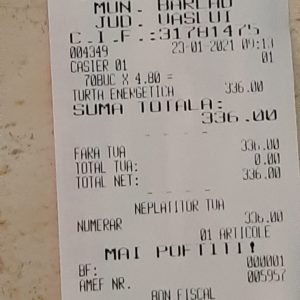 MUN. BARLAD
JUD. VASLUI
C.I.F.:31781475
004349 23-01-2021 09:13
CASIER 01 01
70BUC X 4.80 =
TURTA ENERGETICA 336.00
SUMA TOTALA:
336.00
FARA TVA 336.00
TOTAL TVA: 0.00
TOTAL NET: 336.00
NEPLATITOR TVA
NUMERAR 336.00
01 ARTICOLE
MAI POFTITI!
BF: 000001
AMEF NR. 005957
BON FISCAL